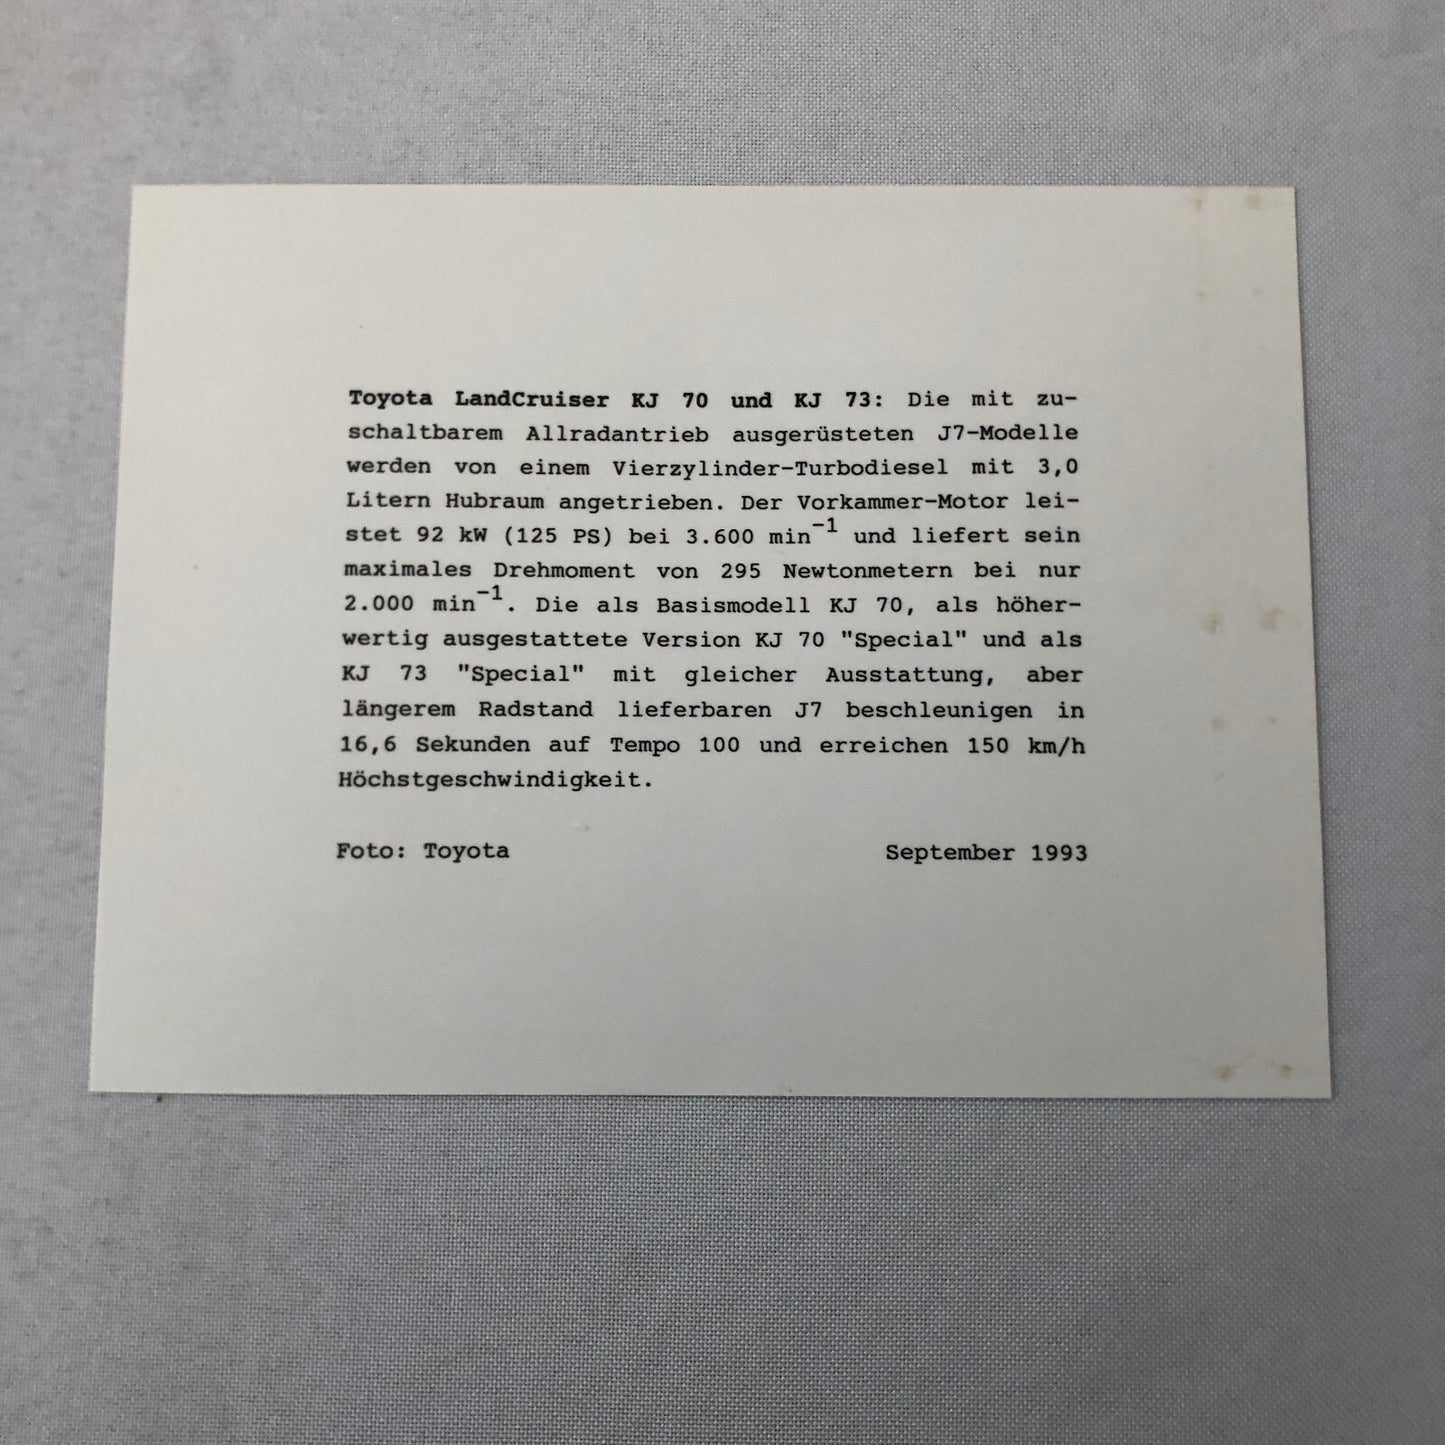 Toyota LandCruiser KJ 70 und KJ 73: Die mit zu-
schaltbarem Allradantrieb ausgerüsteten J7-Modelle
werden von einem Vierzylinder-Turbodiesel mit 3,0
Litern Hubraum angetrieben. Der Vorkammer-Motor lei-
stet 92 kW (125 PS) bei 3.600 min⁻¹ und liefert sein
maximales Drehmoment von 295 Newtonmetern bei nur
2.000 min⁻¹. Die als Basismodell KJ 70, als höher-
wertig ausgestattete Version KJ 70 "Special" und als
KJ 73 "Special" mit gleicher Ausstattung, aber
längerem Radstand lieferbaren J7 beschleunigen in
16,6 Sekunden auf Tempo 100 und erreichen 150 km/h
Höchstgeschwindigkeit.
Foto: Toyota September 1993